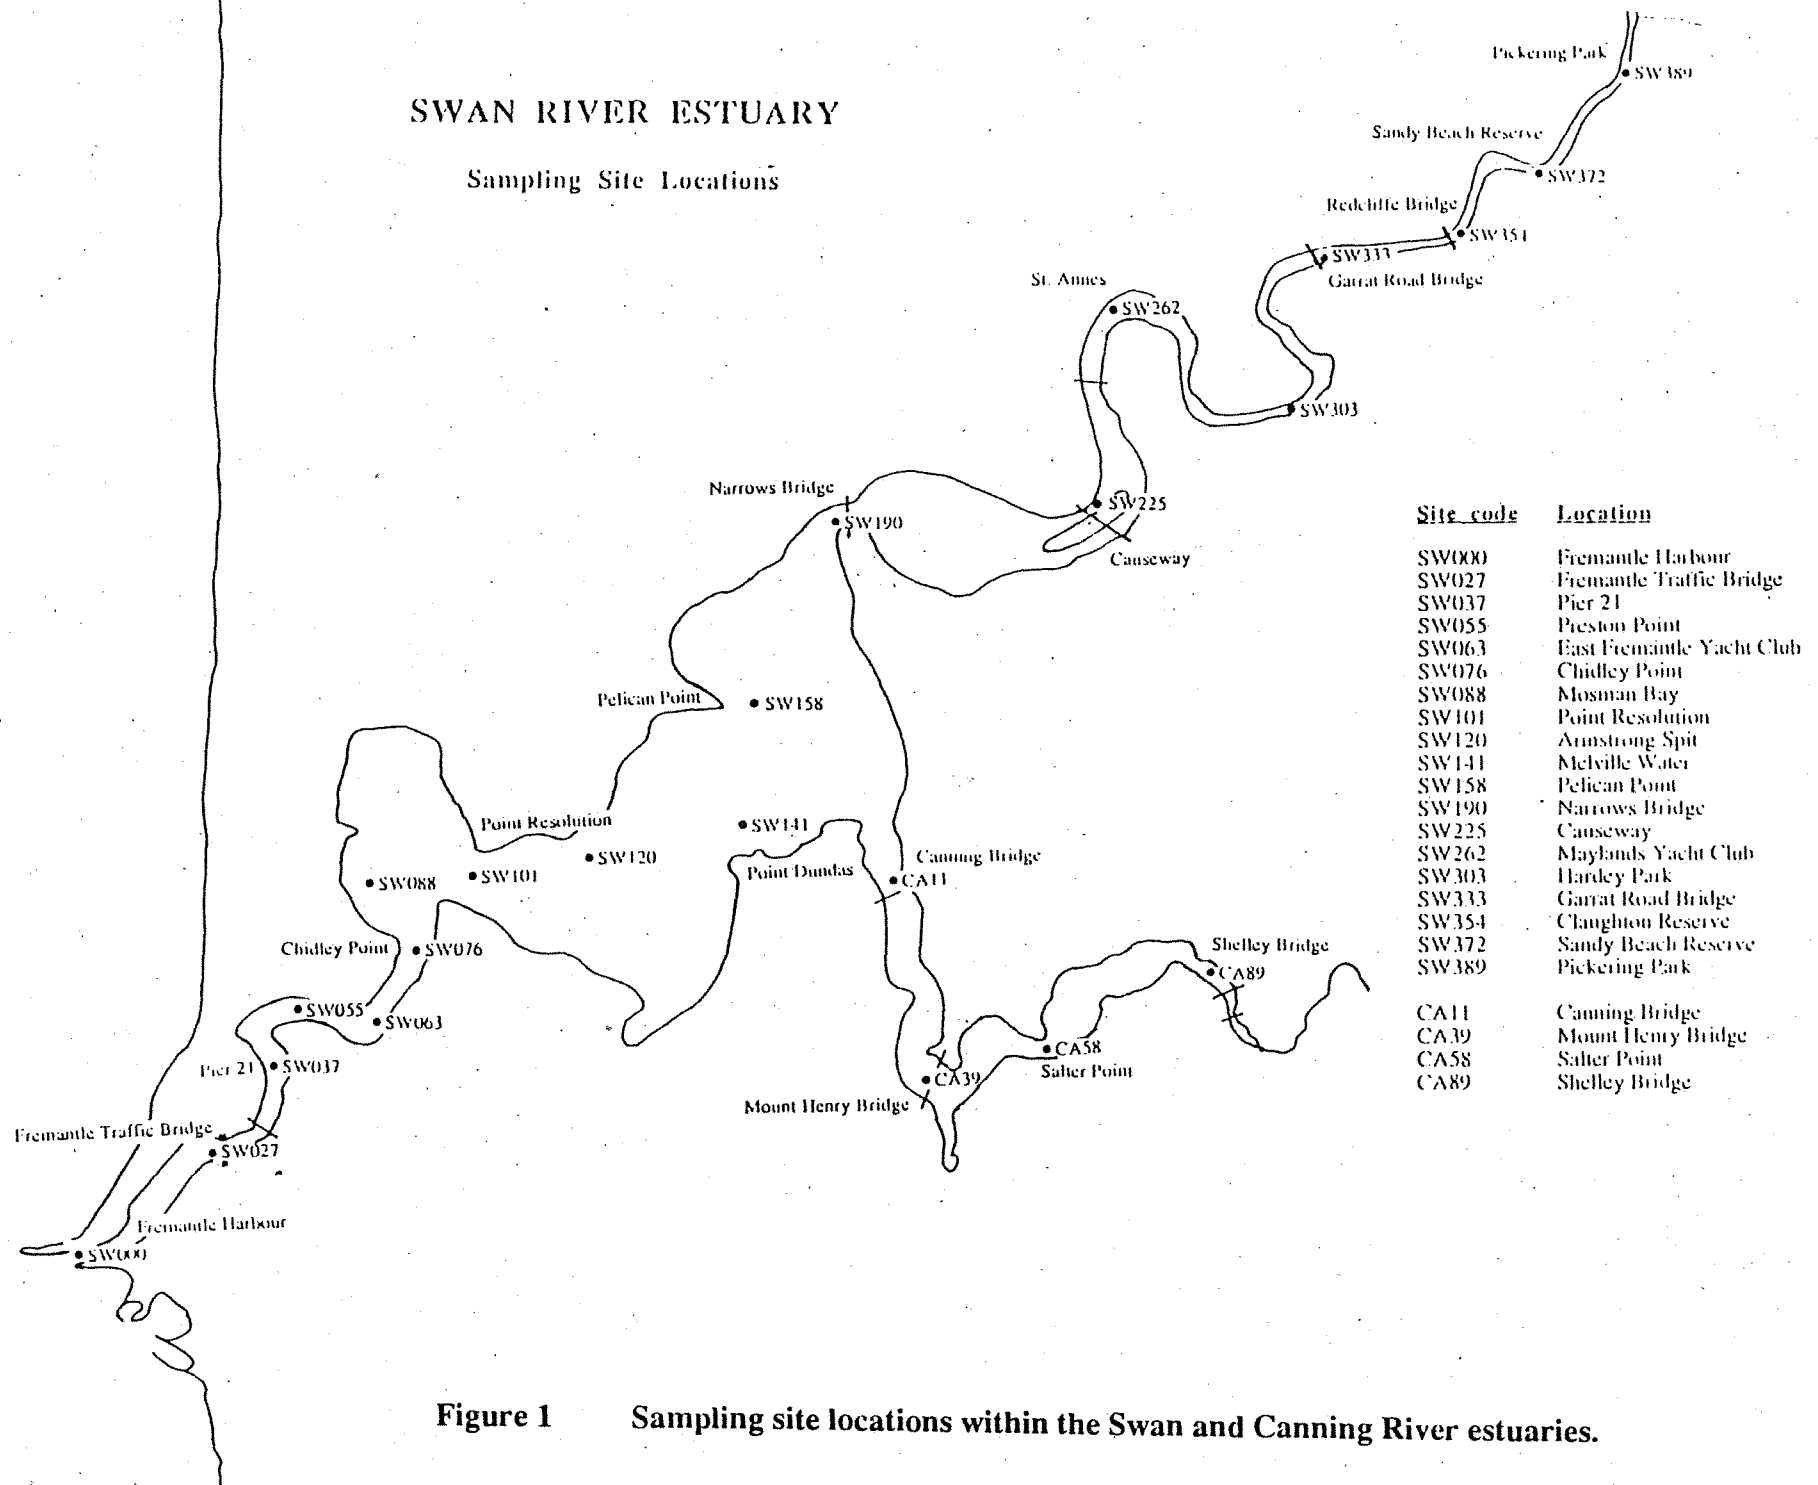 Pickering Park
SW389
SWAN RIVER ESTUARY
Sampling Site Locations
Sandy Beach Reserve
SW372
Redcliffe Bridge
SW354
SW333
Garrat Road Bridge
St. Annes
SW262
SW303
Narrows Bridge
SW190
SW225
Causeway
Pelican Point
SW158
Point Resolution
SW141
SW120
SW101
SW088
Point Dundas
Canning Bridge
CA11
Chidley Point
SW076
Shelley Bridge
CA89
SW055
SW063
Pier 21
SW037
CA58
Salter Point
CA39
Mount Henry Bridge
Fremantle Traffic Bridge
SW027
Fremantle Harbour
SW000
Site code Location
SW000 Fremantle Harbour
SW027 Fremantle Traffic Bridge
SW037 Pier 21
SW055 Preston Point
SW063 East Fremantle Yacht Club
SW076 Chidley Point
SW088 Mosman Bay
SW101 Point Resolution
SW120 Armstrong Spit
SW141 Melville Water
SW158 Pelican Point
SW190 Narrows Bridge
SW225 Causeway
SW262 Maylands Yacht Club
SW303 Hardey Park
SW333 Garrat Road Bridge
SW354 Claughton Reserve
SW372 Sandy Beach Reserve
SW389 Pickering Park
CA11 Canning Bridge
CA39 Mount Henry Bridge
CA58 Salter Point
CA89 Shelley Bridge
Figure 1 Sampling site locations within the Swan and Canning River estuaries.